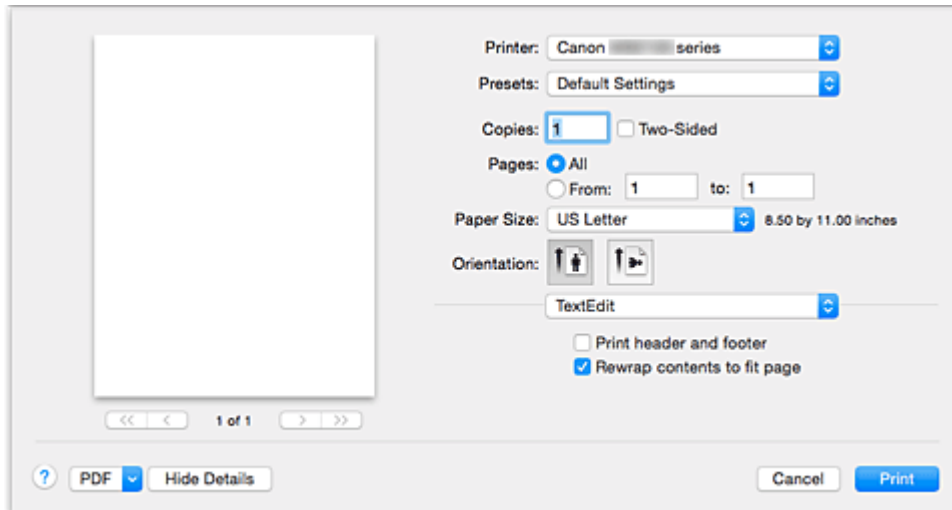 Printer: Canon series
Presets: Default Settings
Copies: 1 Two-Sided
Pages: All
From: 1 to: 1
Paper Size: US Letter 8.50 by 11.00 inches
Orientation:
TextEdit
Print header and footer
Rewrap contents to fit page
<< < 1 of 1 > >>
? PDF Hide Details Cancel Print